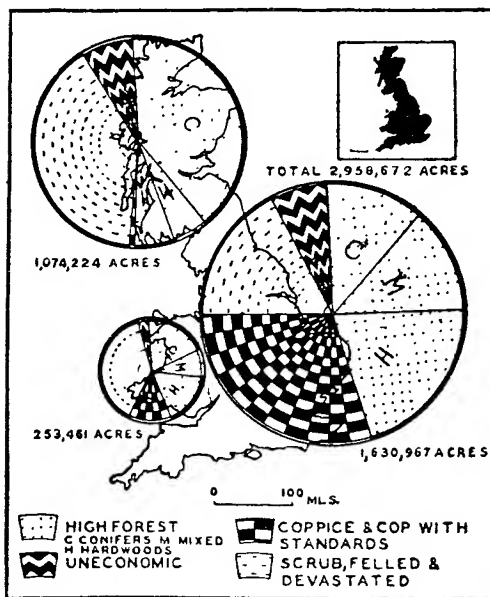 C
M
H
TOTAL 2,958,672 ACRES
1,074,224 ACRES
C
M
H
M
H
253,461 ACRES
1,630,967 ACRES
0 100 MLS.
HIGH FOREST
C CONIFERS M MIXED
H HARDWOODS
UNECONOMIC
COPPICE & COP WITH
STANDARDS
SCRUB, FELLED &
DEVASTATED